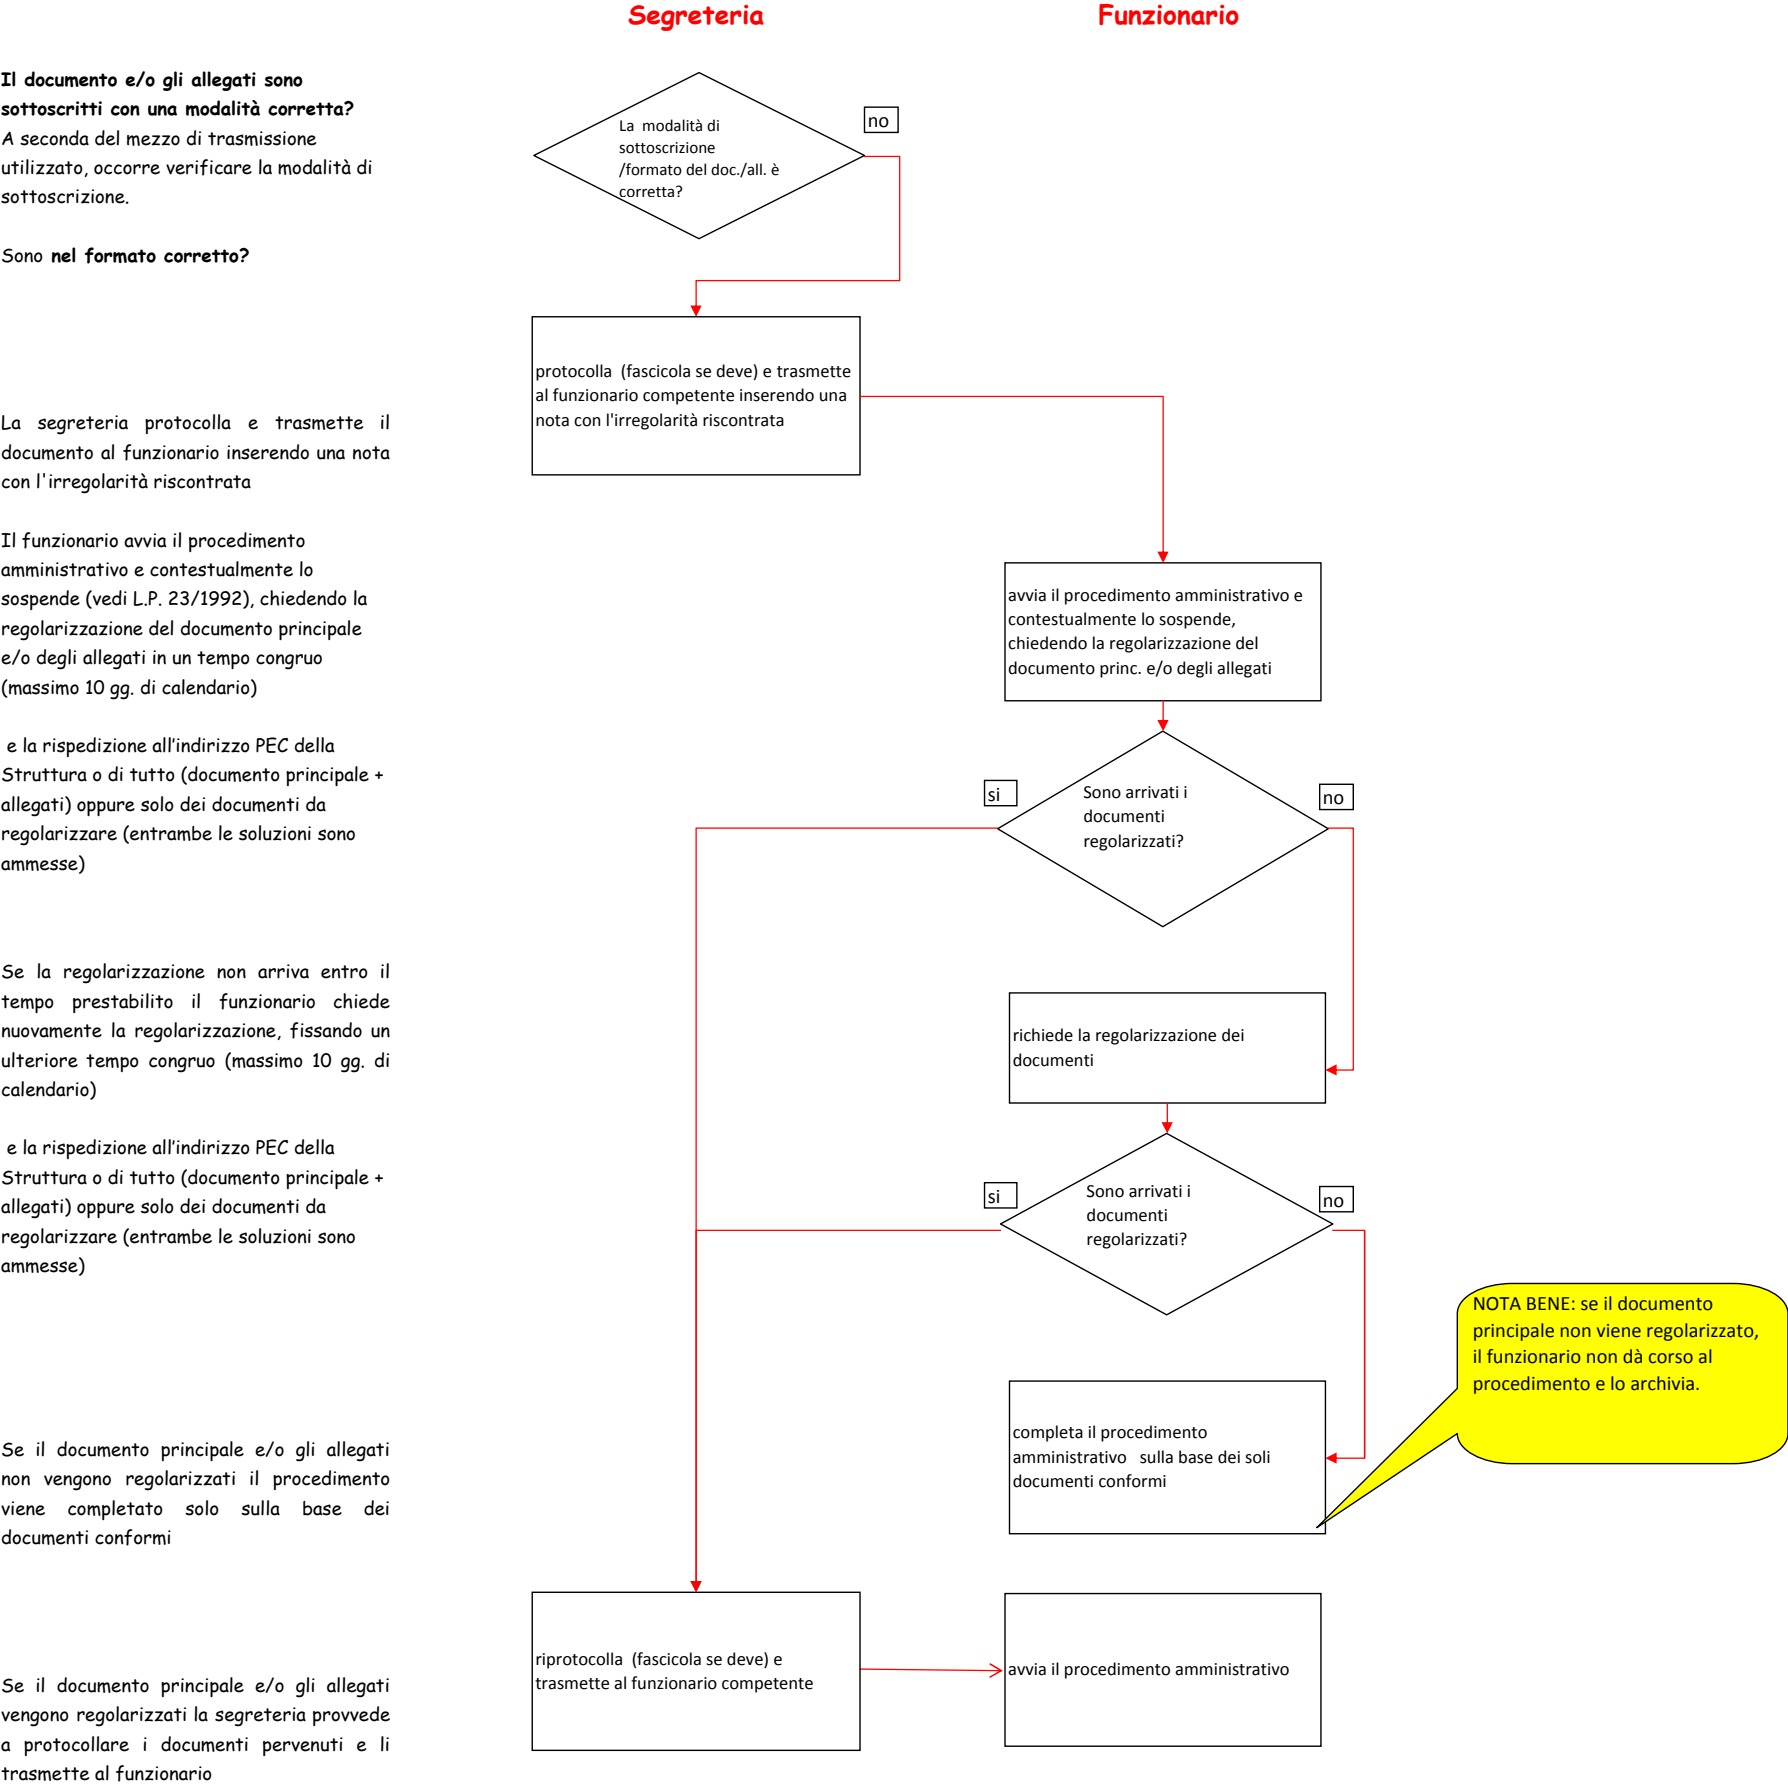 Segreteria
Funzionario
Il documento e/o gli allegati sono
sottoscritti con una modalità corretta?
A seconda del mezzo di trasmissione
utilizzato, occorre verificare la modalità di
sottoscrizione.
Sono nel formato corretto?
La modalità di
sottoscrizione
/formato del doc./all. è
corretta?
no
protocolla (fascicola se deve) e trasmette
al funzionario competente inserendo una
nota con l'irregolarità riscontrata
La segreteria protocolla e trasmette il
documento al funzionario inserendo una nota
con l'irregolarità riscontrata
Il funzionario avvia il procedimento
amministrativo e contestualmente lo
sospende (vedi L.P. 23/1992), chiedendo la
regolarizzazione del documento principale
e/o degli allegati in un tempo congruo
(massimo 10 gg. di calendario)
avvia il procedimento amministrativo e
contestualmente lo sospende,
chiedendo la regolarizzazione del
documento princ. e/o degli allegati
e la rispedizione all'indirizzo PEC della
Struttura o di tutto (documento principale +
allegati) oppure solo dei documenti da
regolarizzare (entrambe le soluzioni sono
ammesse)
si
Sono arrivati i
documenti
regolarizzati?
no
Se la regolarizzazione non arriva entro il
tempo prestabilito il funzionario chiede
nuovamente la regolarizzazione, fissando un
ulteriore tempo congruo (massimo 10 gg. di
calendario)
richiede la regolarizzazione dei
documenti
e la rispedizione all'indirizzo PEC della
Struttura o di tutto (documento principale +
allegati) oppure solo dei documenti da
regolarizzare (entrambe le soluzioni sono
ammesse)
si
Sono arrivati i
documenti
regolarizzati?
no
NOTA BENE: se il documento
principale non viene regolarizzato,
il funzionario non dà corso al
procedimento e lo archivia.
completa il procedimento
amministrativo sulla base dei soli
documenti conformi
Se il documento principale e/o gli allegati
non vengono regolarizzati il procedimento
viene completato solo sulla base dei
documenti conformi
riprotocolla (fascicola se deve) e
trasmette al funzionario competente
avvia il procedimento amministrativo
Se il documento principale e/o gli allegati
vengono regolarizzati la segreteria provvede
a protocollare i documenti pervenuti e li
trasmette al funzionario